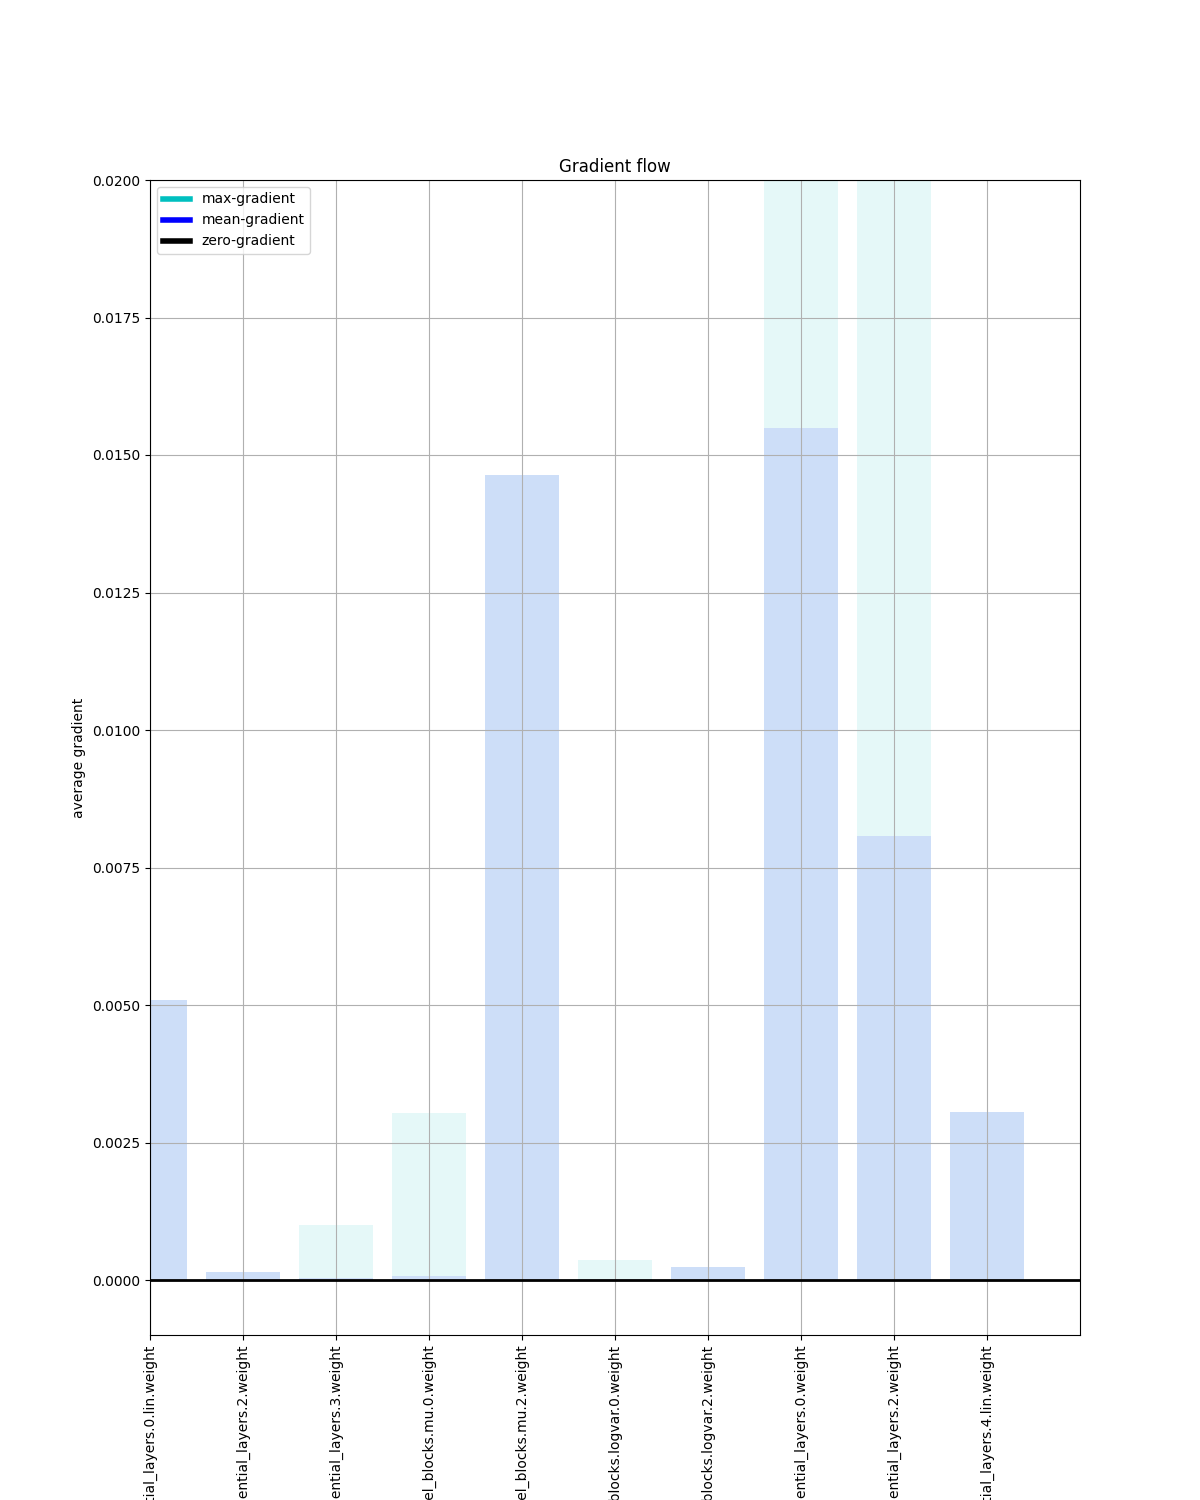 Gradient flow
max-gradient
mean-gradient
zero-gradient
average gradient
0.0200
0.0175
0.0150
0.0125
0.0100
0.0075
0.0050
0.0025
0.0000
tial_layers.0.lin.weight
ential_layers.2.weight
ential_layers.3.weight
el_blocks.mu.0.weight
el_blocks.mu.2.weight
blocks.logvar.0.weight
blocks.logvar.2.weight
ential_layers.0.weight
ential_layers.2.weight
tial_layers.4.lin.weight